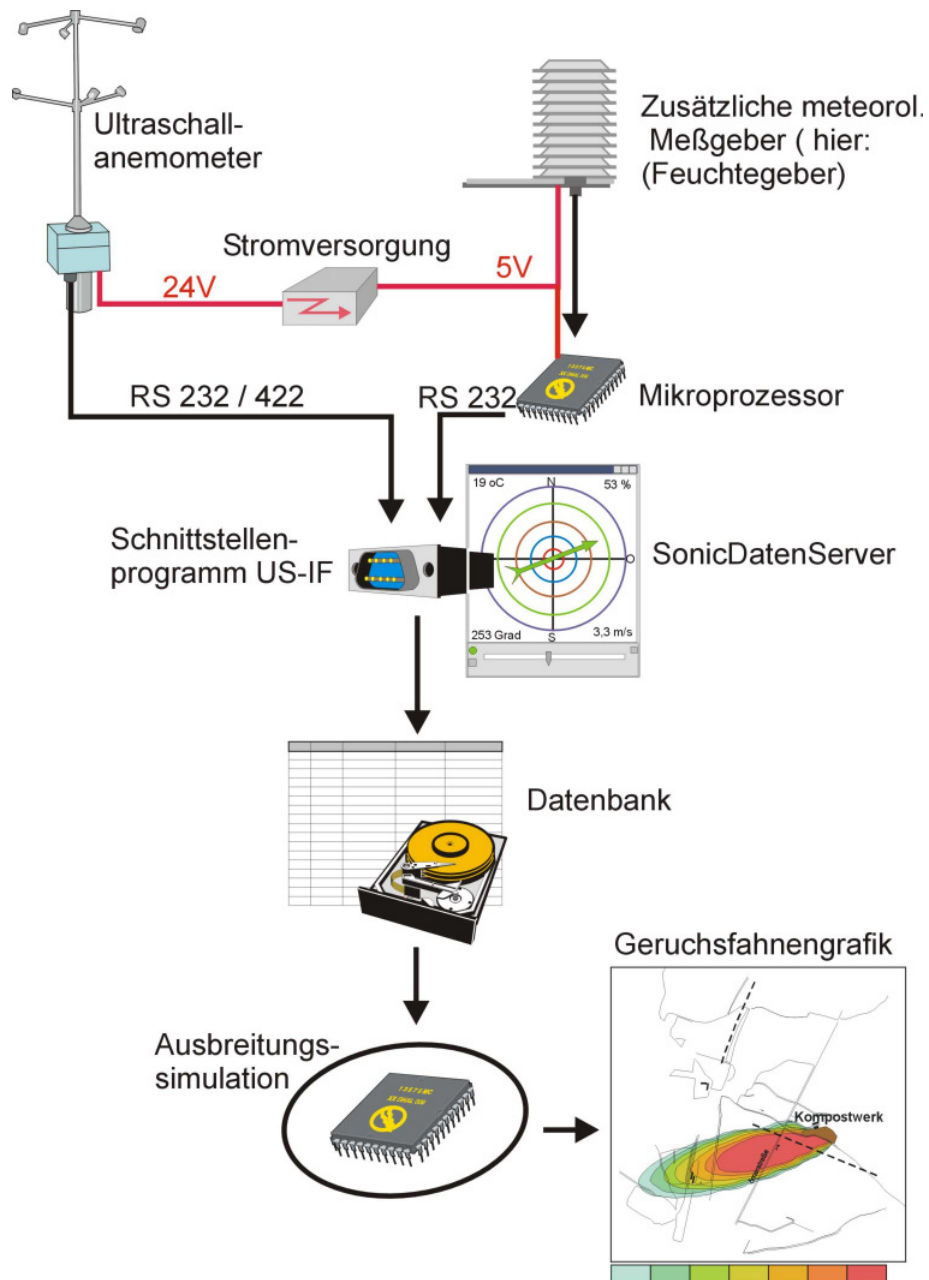 Ultraschall-
anemometer
Zusätzliche meteorol.
Meßgeber ( hier:
(Feuchtegeber)
Stromversorgung
24V
5V
RS 232 / 422
RS 232
Mikroprozessor
19 oC
N
53 %
O
253 Grad
S
3,3 m/s
Schnittstellen-
programm US-IF
SonicDatenServer
Datenbank
Ausbreitungs-
simulation
Geruchsfahnengrafik
Kompostwerk